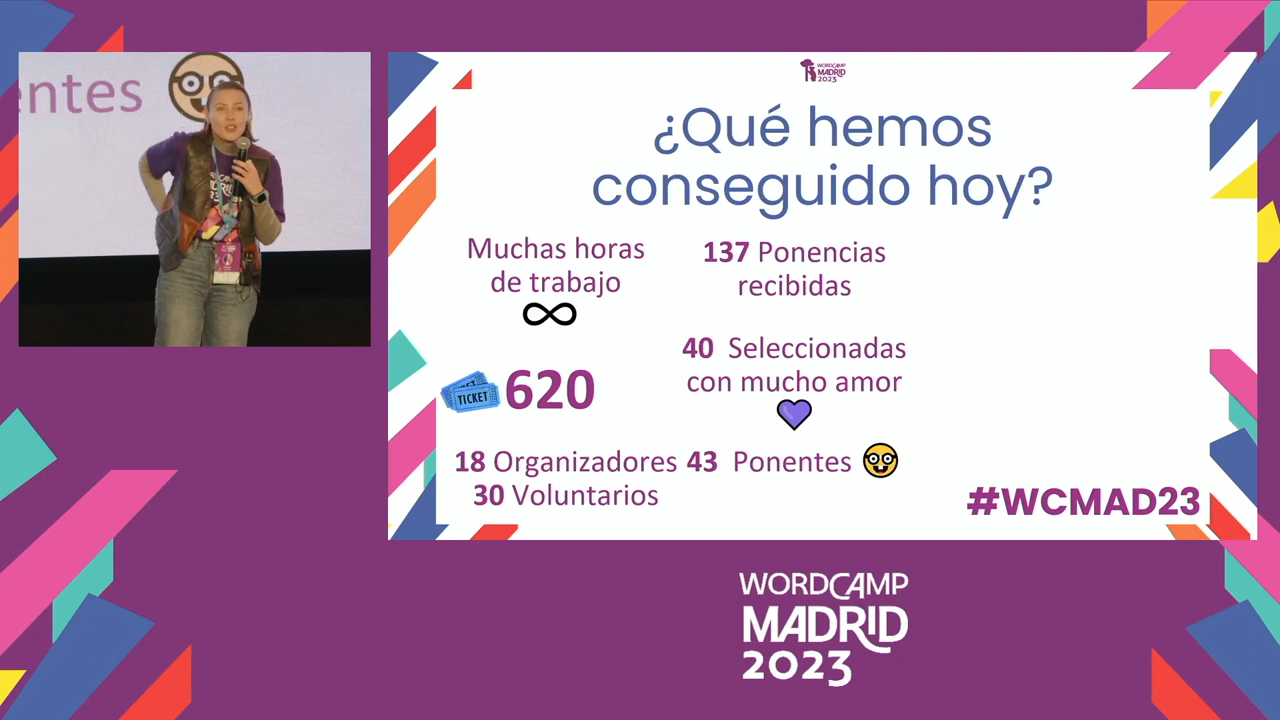 entes
WORDCAMP
MADRID
2023
¿Qué hemos
conseguido hoy?
Muchas horas
de trabajo
137 Ponencias
recibidas
40 Seleccionadas
con mucho amor
TICKET
620
18 Organizadores
30 Voluntarios
43 Ponentes
#WCMAD23
WORDCAMP
MADRID
2023